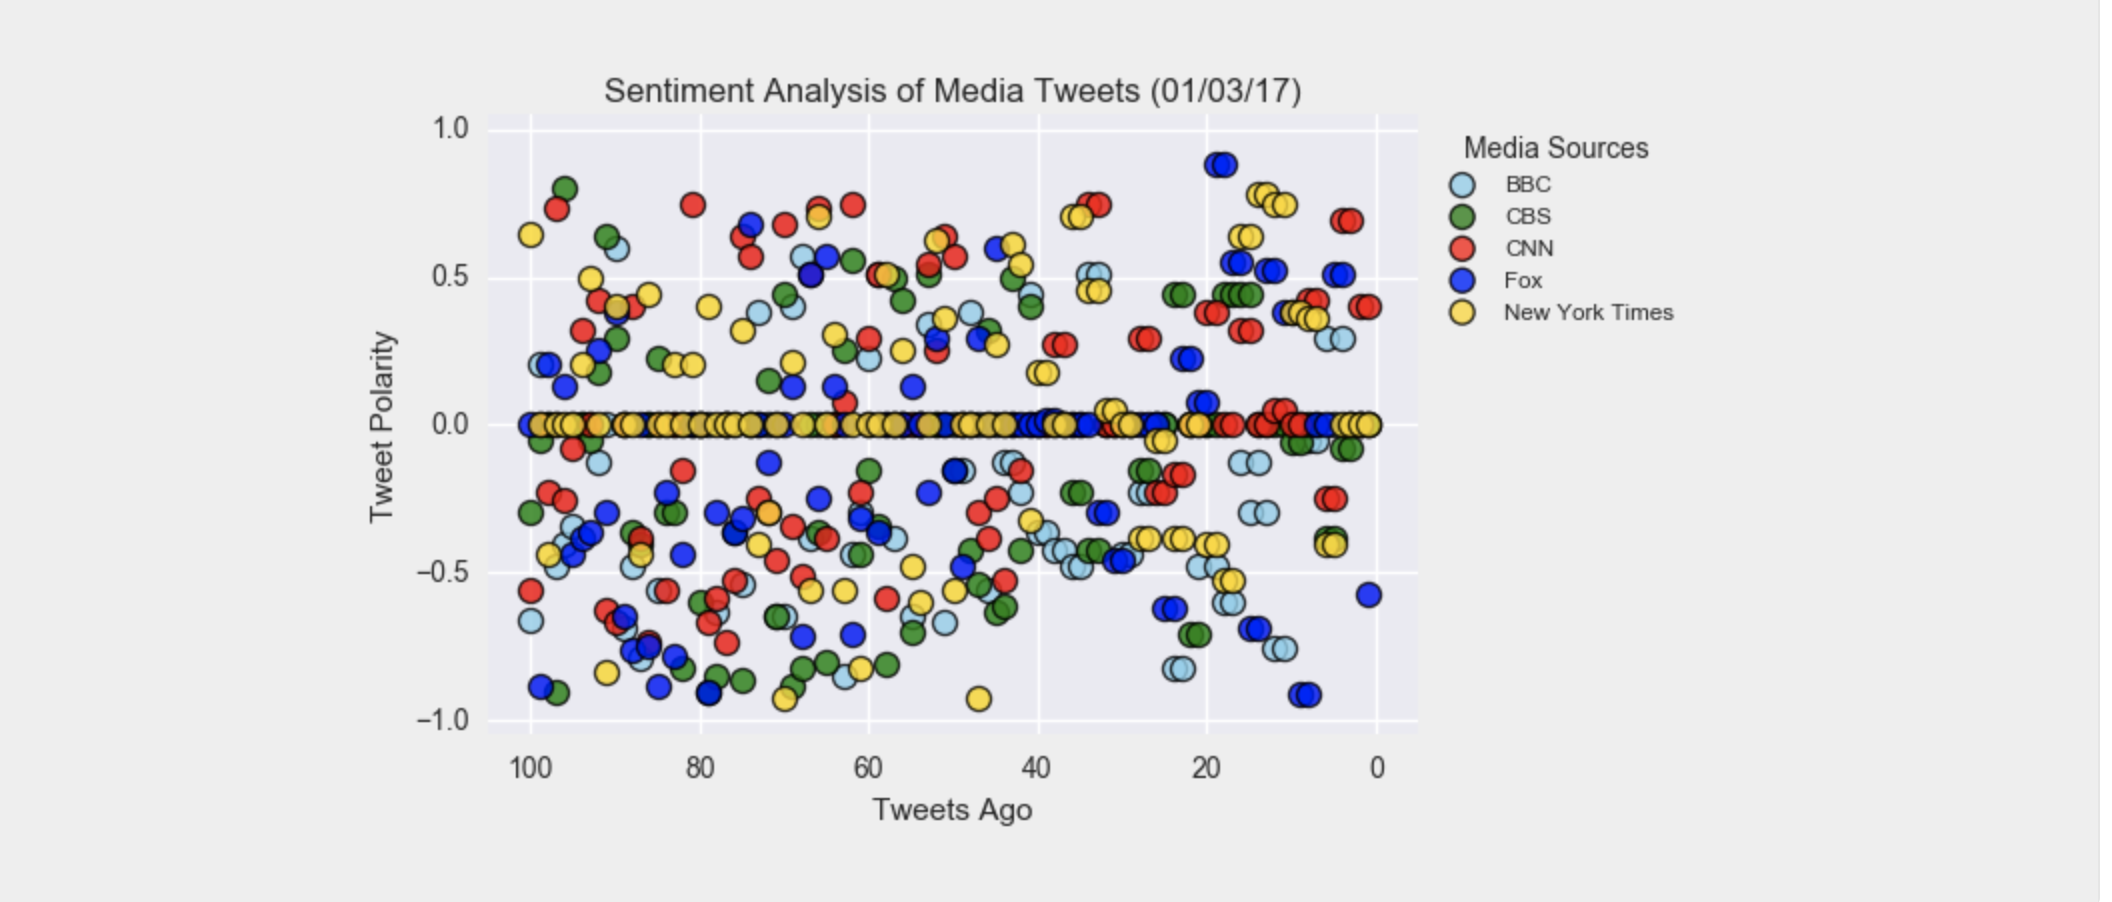 Sentiment Analysis of Media Tweets (01/03/17)
1.0
0.5
0.0
−0.5
−1.0
Tweet Polarity
100 80 60 40 20 0
Tweets Ago
Media Sources
BBC
CBS
CNN
Fox
New York Times